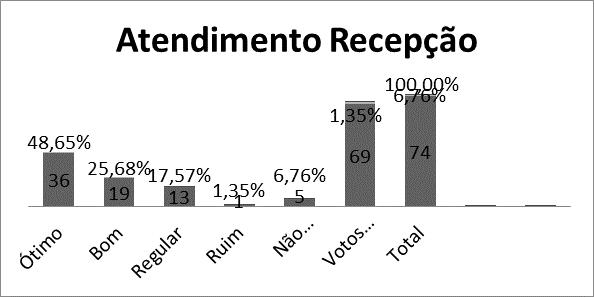 Atendimento Recepção
100,00%
6,76%
1,35%
48,65%
25,68%
17,57%
1,35%
6,76%
36
19
13
1
5
69
74
Ótimo
Bom
Regular
Ruim
Não...
Votos...
Total